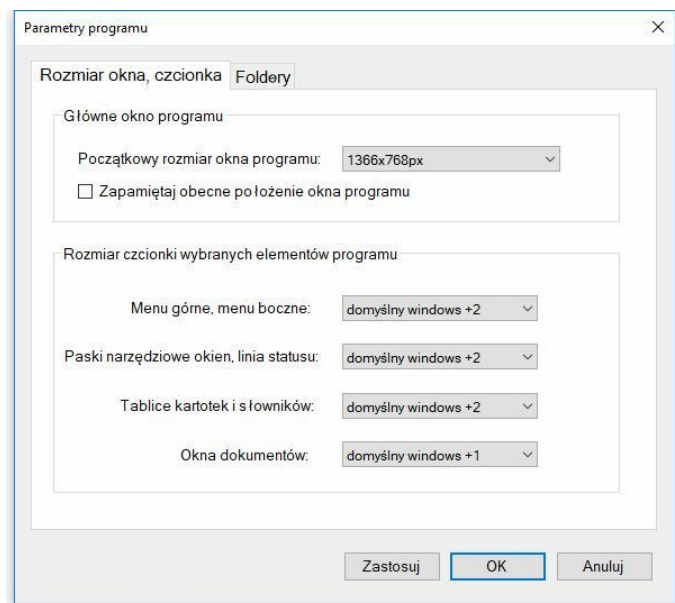 Parametry programu
Rozmiar okna, czcionka Foldery
Główne okno programu
Początkowy rozmiar okna programu: 1366x768px
Zapamiętaj obecne położenie okna programu
Rozmiar czcionki wybranych elementów programu
Menu górne, menu boczne: domyślny windows +2
Paski narzędziowe okien, linia statusu: domyślny windows +2
Tablice kartotek i słowników: domyślny windows +2
Okna dokumentów: domyślny windows +1
Zastosuj OK Anuluj